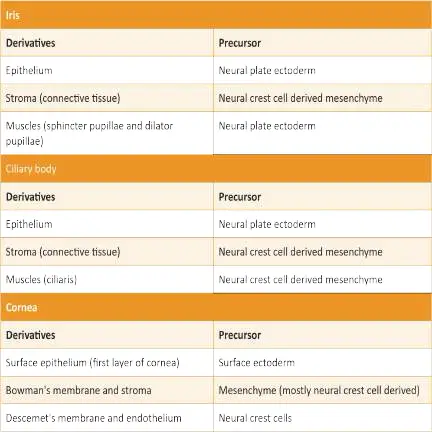 Iris
Derivatives Precursor
Epithelium Neural plate ectoderm
Stroma (connective tissue) Neural crest cell derived mesenchyme
Muscles (sphincter pupillae and dilator Neural plate ectoderm
pupillae)
Ciliary body
Derivatives Precursor
Epithelium Neural plate ectoderm
Stroma (connective tissue) Neural crest cell derived mesenchyme
Muscles (ciliaris) Neural crest cell derived mesenchyme
Cornea
Derivatives Precursor
Surface epithelium (first layer of cornea) Surface ectoderm
Bowman's membrane and stroma Mesenchyme (mostly neural crest cell derived)
Descemet's membrane and endothelium Neural crest cells